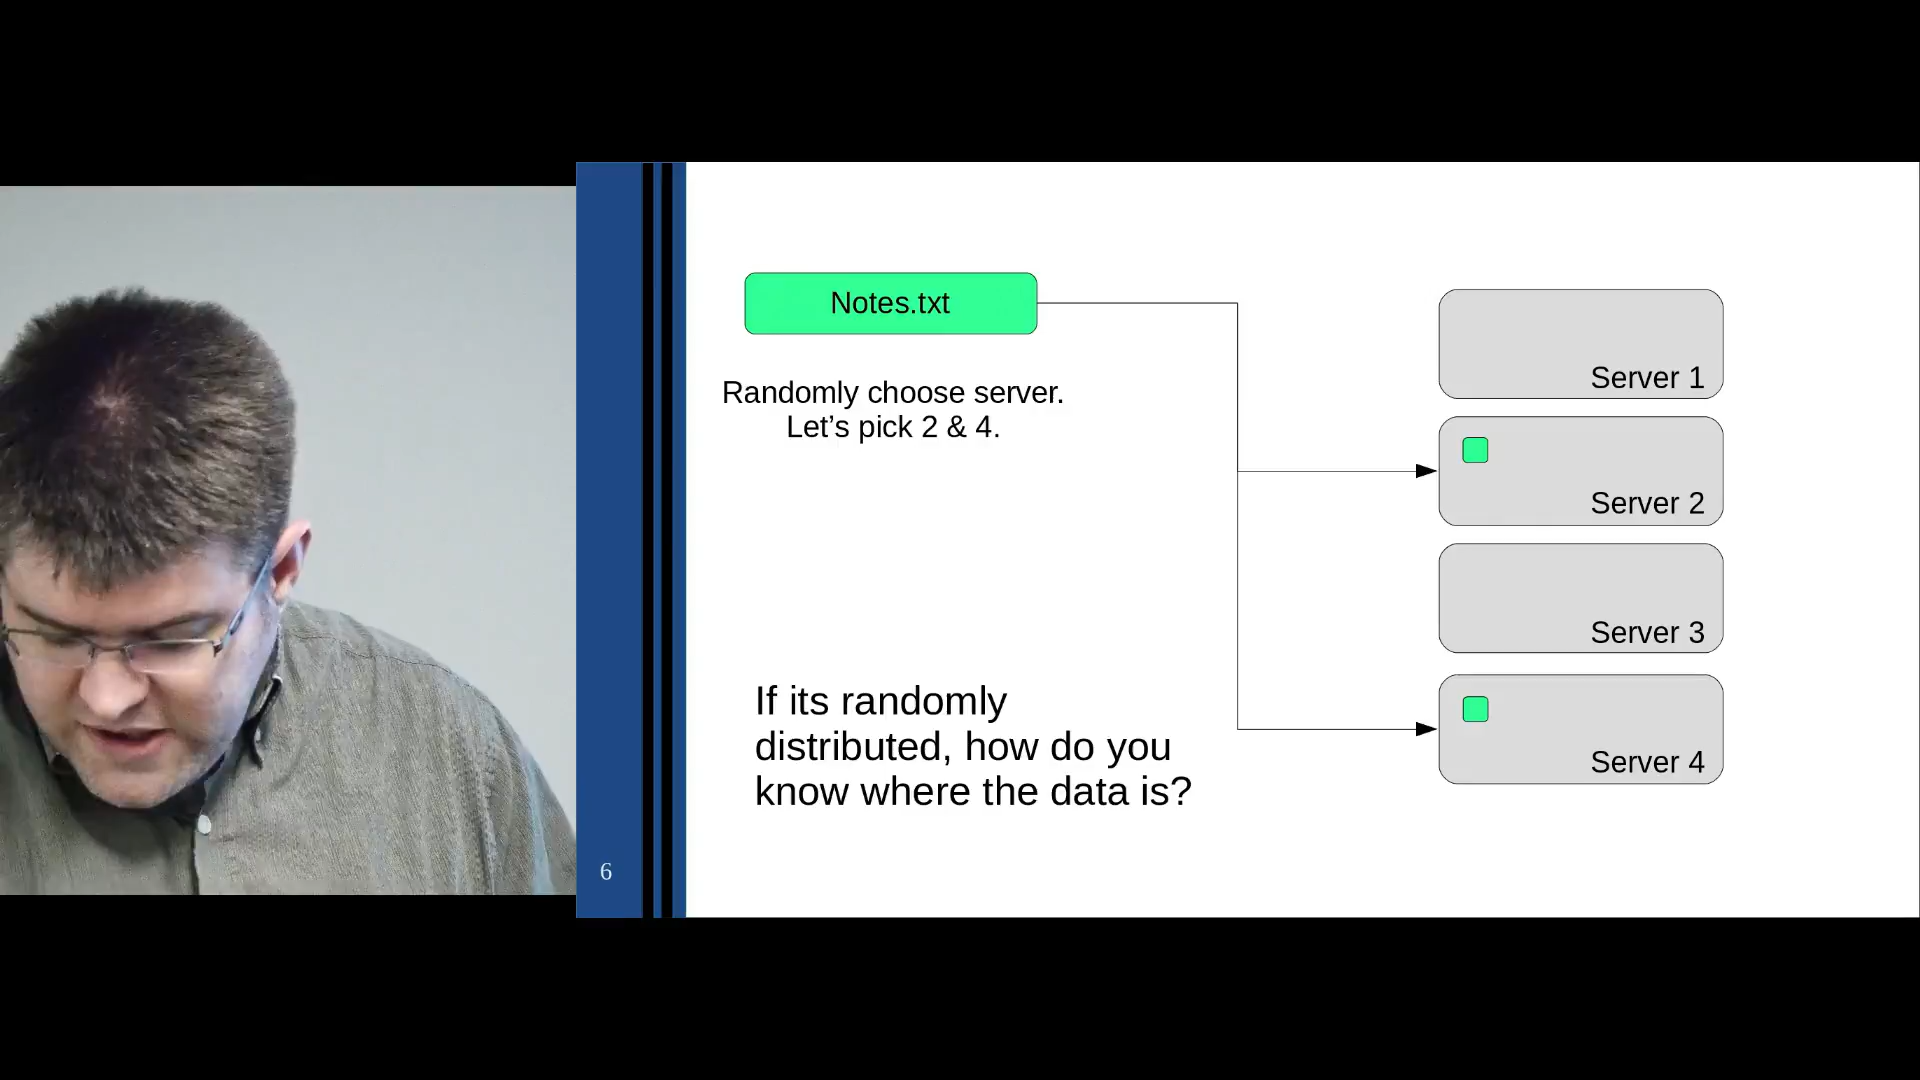 Notes.txt
Randomly choose server.
Let’s pick 2 & 4.
If its randomly
distributed, how do you
know where the data is?
Server 1
Server 2
Server 3
Server 4
6